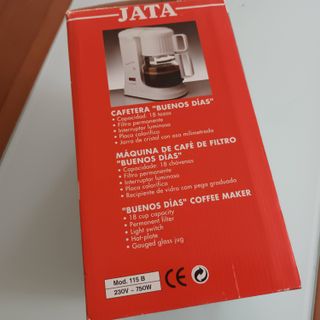 JATA
CAFETERA "BUENOS DÍAS"
• Capacidad: 18 tazas
• Filtro permanente
• Interruptor luminoso
• Placa calorífica
• Jarra de cristal con asa milimetrada
MÁQUINA DE CAFÉ DE FILTRO
"BUENOS DÍAS"
• Capacidade: 18 chávenas
• Filtro permanente
• Interruptor luminoso
• Placa calorífica
• Recipiente de vidro com pega graduado
"BUENOS DÍAS" COFFEE MAKER
• 18 cup capacity
• Permanent filter
• Light switch
• Hot-plate
• Gauged glass jug
Mod. 115 B
230V - 750W
CE